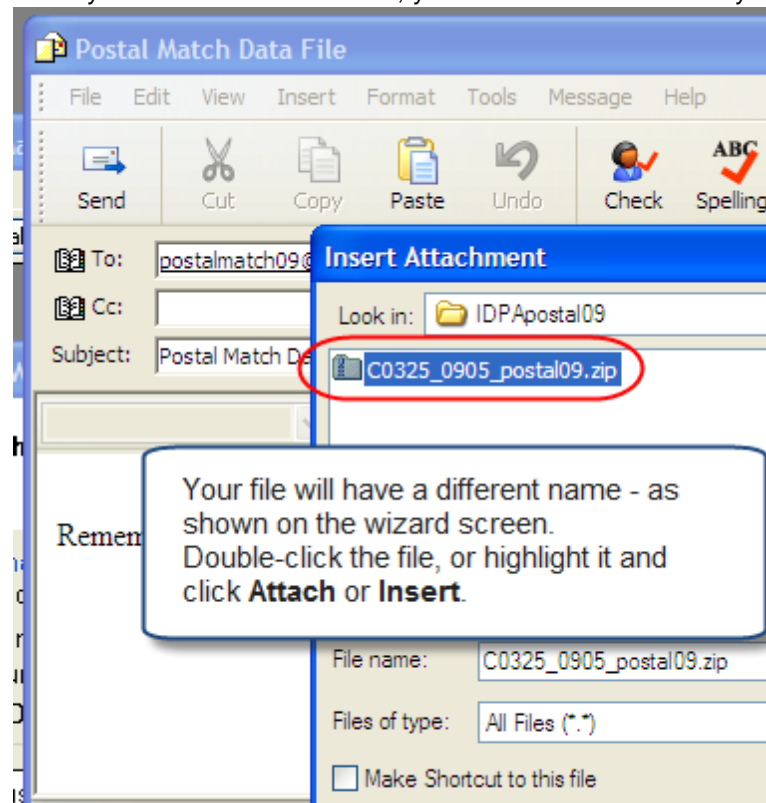 Postal Match Data File
File Edit View Insert Format Tools Message Help
ABC
Send Cut Copy Paste Undo Check Spelling
To: postalmatch09@
Insert Attachment
Cc:
Look in: IDPApostal09
Subject: Postal Match
C0325_0905_postal09.zip
Your file will have a different name - as
shown on the wizard screen.
Double-click the file, or highlight it and
click Attach or Insert.
File name: C0325_0905_postal09.zip
Files of type: All Files (*.*)
Make Shortcut to this file